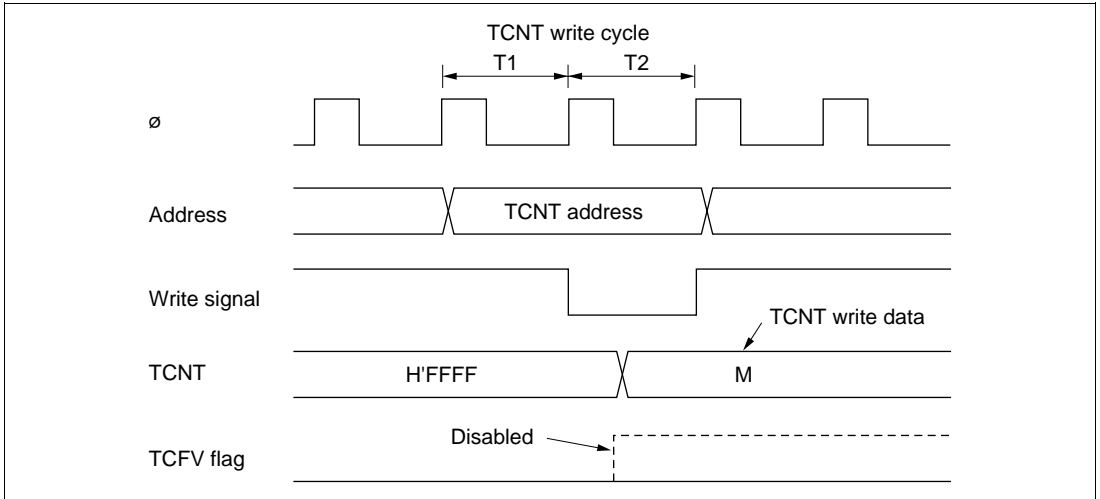 TCNT write cycle
T1 T2
ø
Address TCNT address
Write signal
TCNT write data
TCNT H'FFFF M
Disabled
TCFV flag